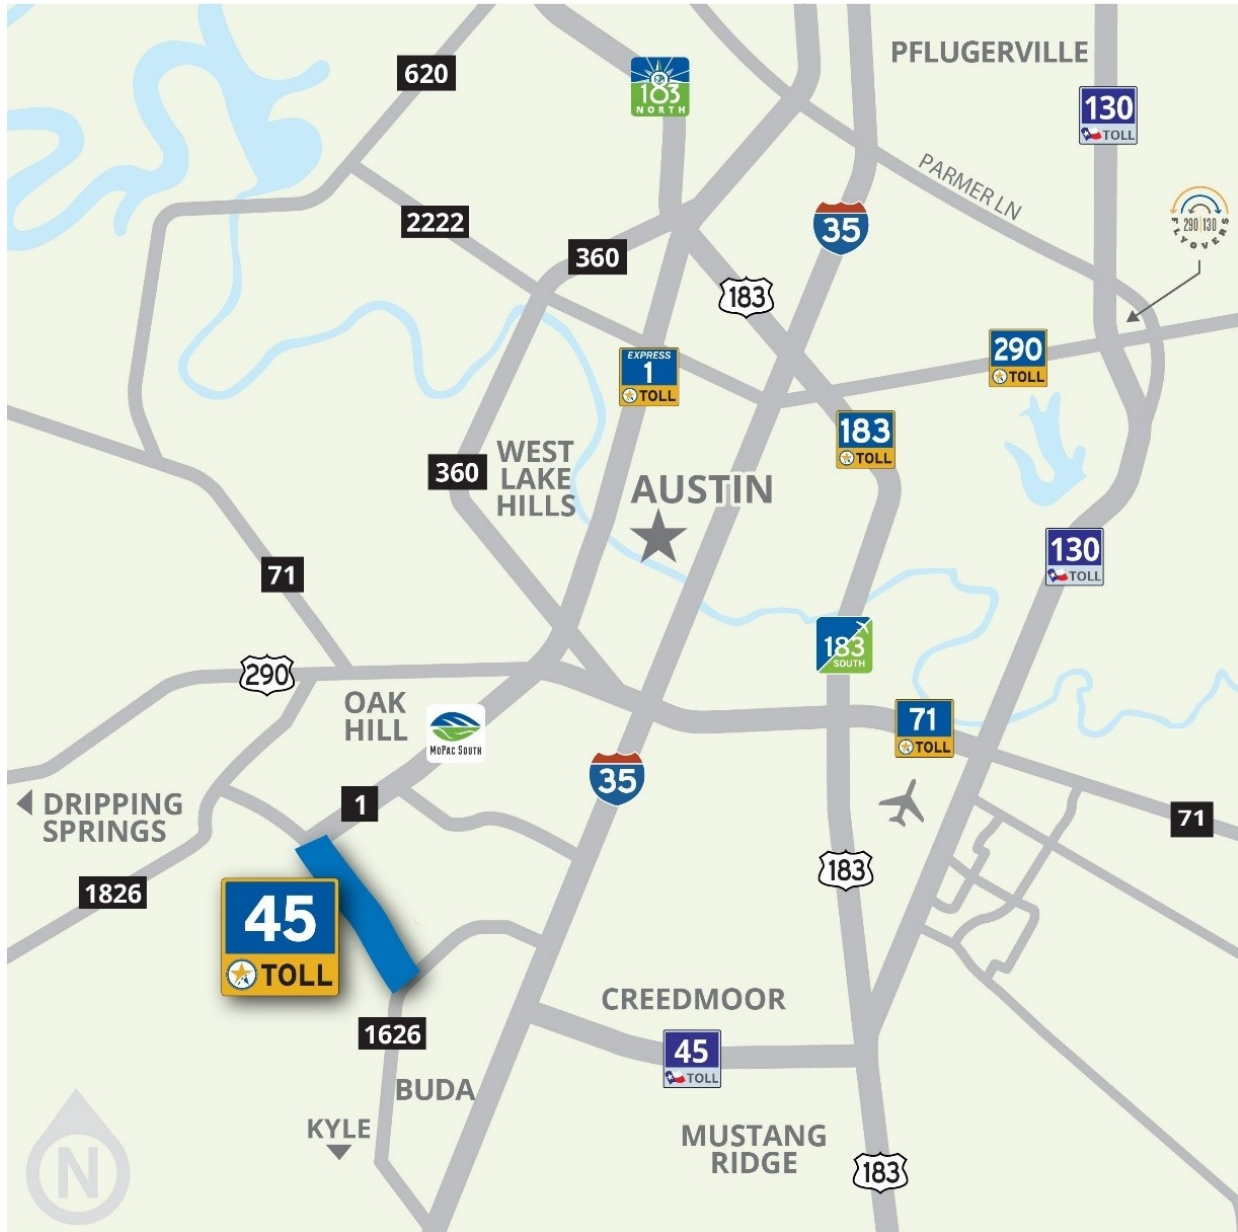 PFLUGERVILLE
620
183
NORTH
130
TOLL
PARMER LN
2222
35
290 130
FLYOVERS
360
183
EXPRESS
1
TOLL
290
TOLL
183
TOLL
WEST
LAKE
HILLS
360
AUSTIN
130
TOLL
71
183
SOUTH
290
OAK
HILL
MoPac South
71
TOLL
35
1
DRIPPING
SPRINGS
71
183
1826
45
TOLL
CREEDMOOR
1626
45
TOLL
BUDA
KYLE
MUSTANG
RIDGE
183
N